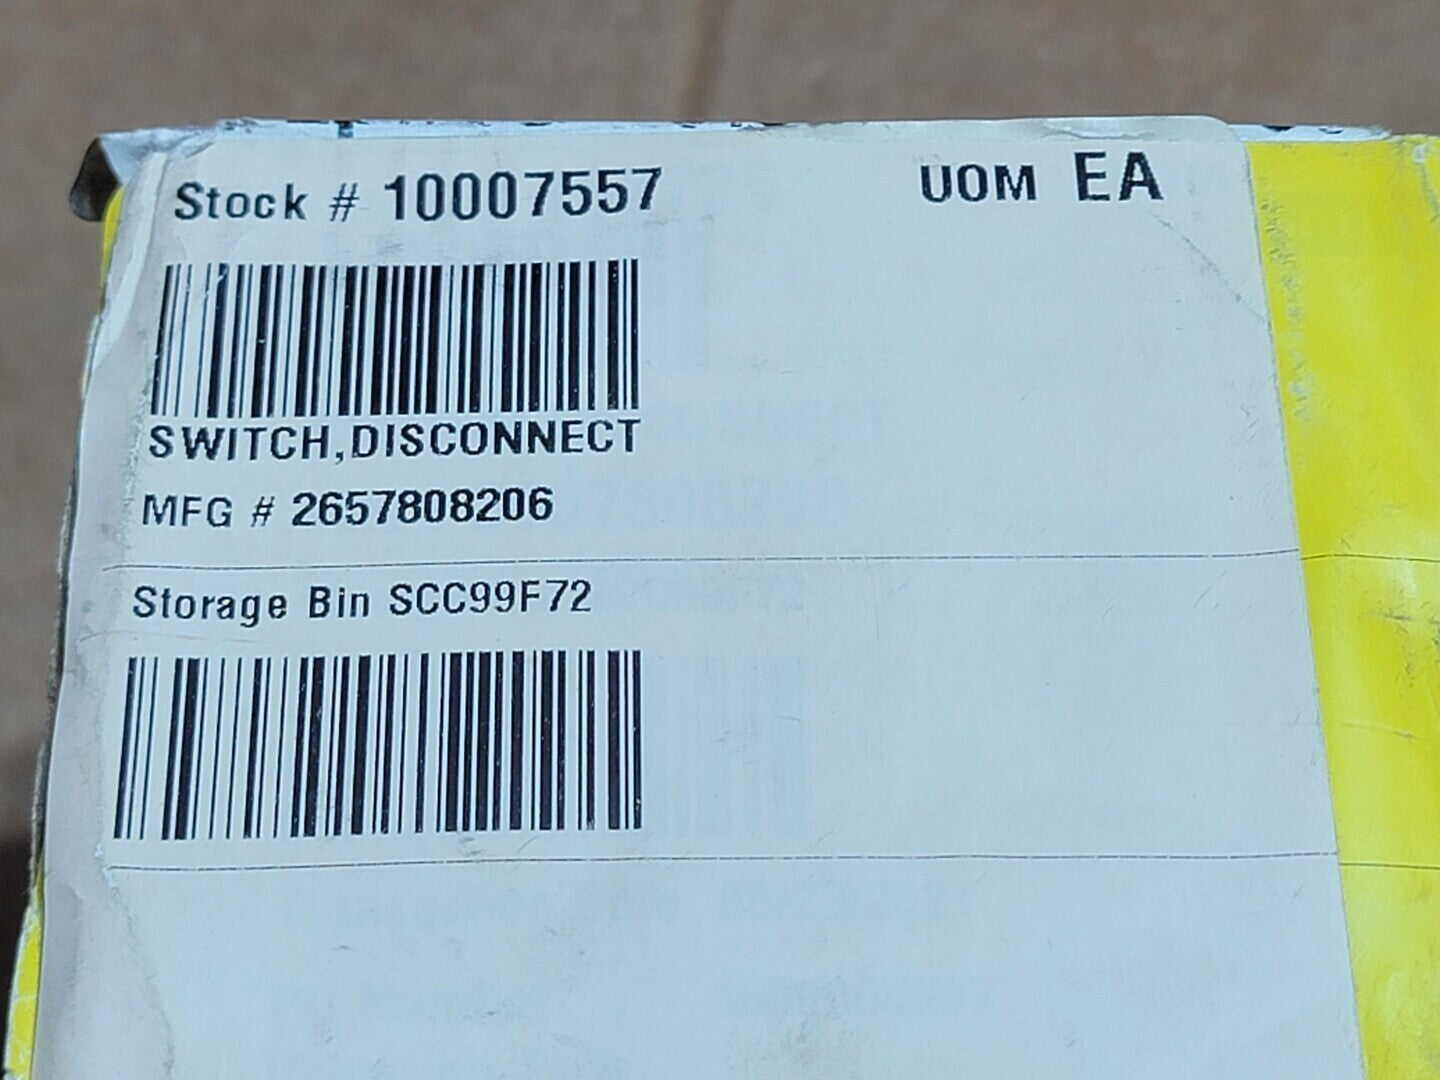 Stock # 10007557
UOM EA
SWITCH,DISCONNECT
MFG # 2657808206
Storage Bin SCC99F72